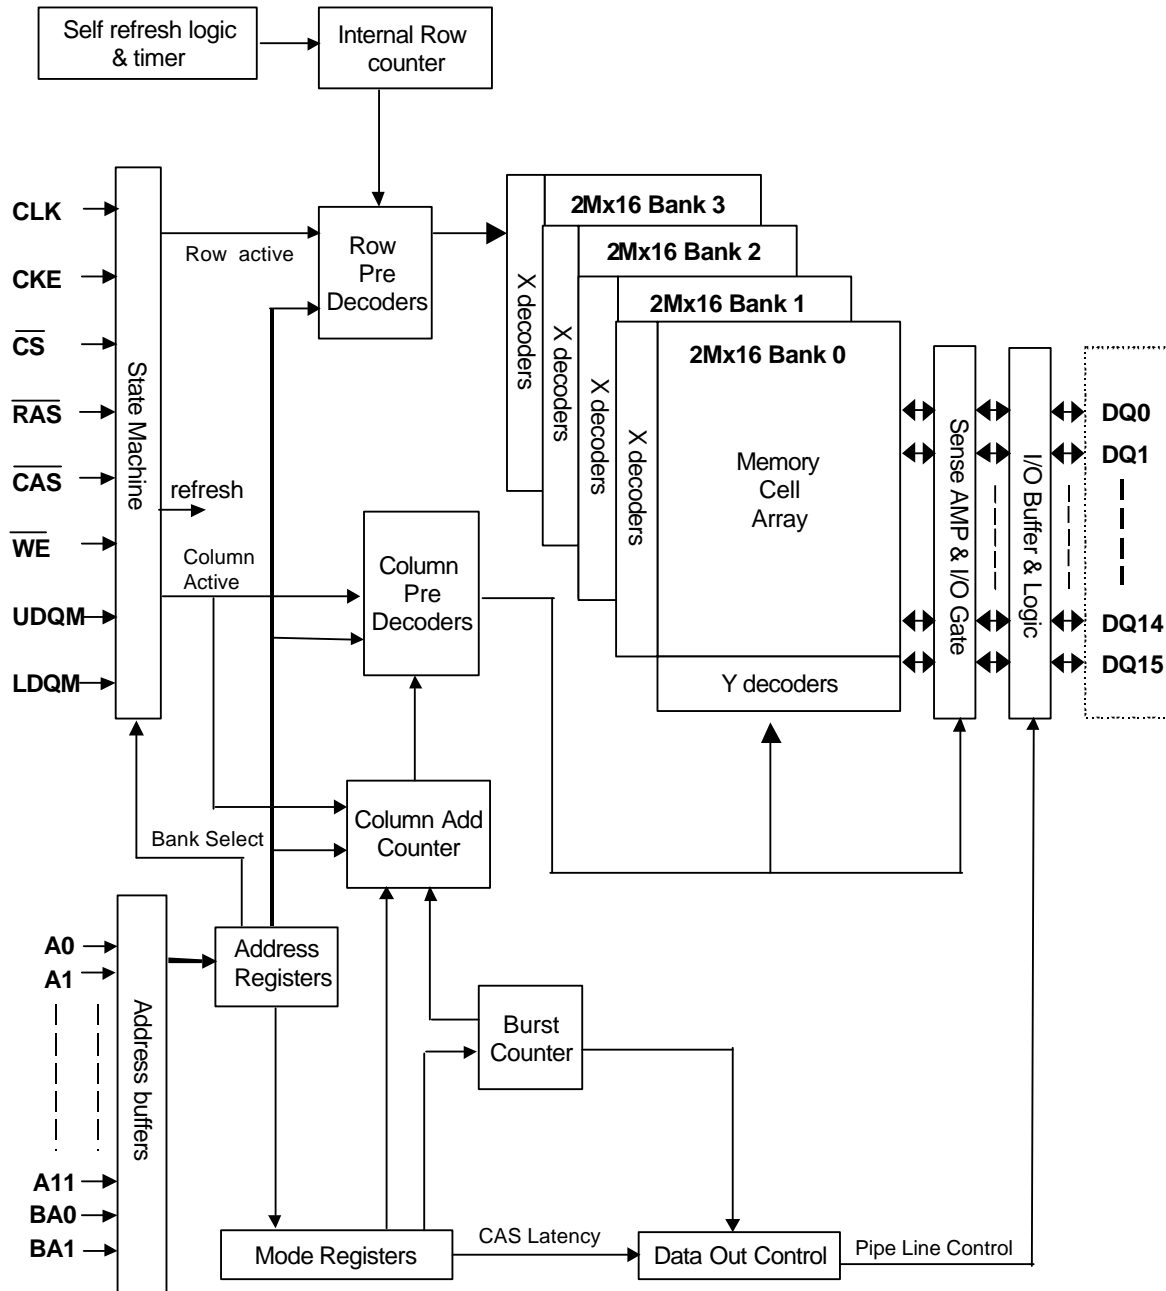 Self refresh logic
& timer
Internal Row
counter
CLK
CKE
CS
RAS
CAS
WE
UDQM
LDQM
State Machine
Row active
refresh
Column
Active
Bank Select
Row
Pre
Decoders
Column
Pre
Decoders
Column Add
Counter
2Mx16 Bank 3
2Mx16 Bank 2
2Mx16 Bank 1
2Mx16 Bank 0
X decoders
X decoders
X decoders
X decoders
Memory
Cell
Array
Y decoders
Sense AMP & I/O Gate
I/O Buffer & Logic
DQ0
DQ1
DQ14
DQ15
A0
A1
A11
BA0
BA1
Address buffers
Address
Registers
Burst
Counter
Mode Registers
CAS Latency
Data Out Control
Pipe Line Control